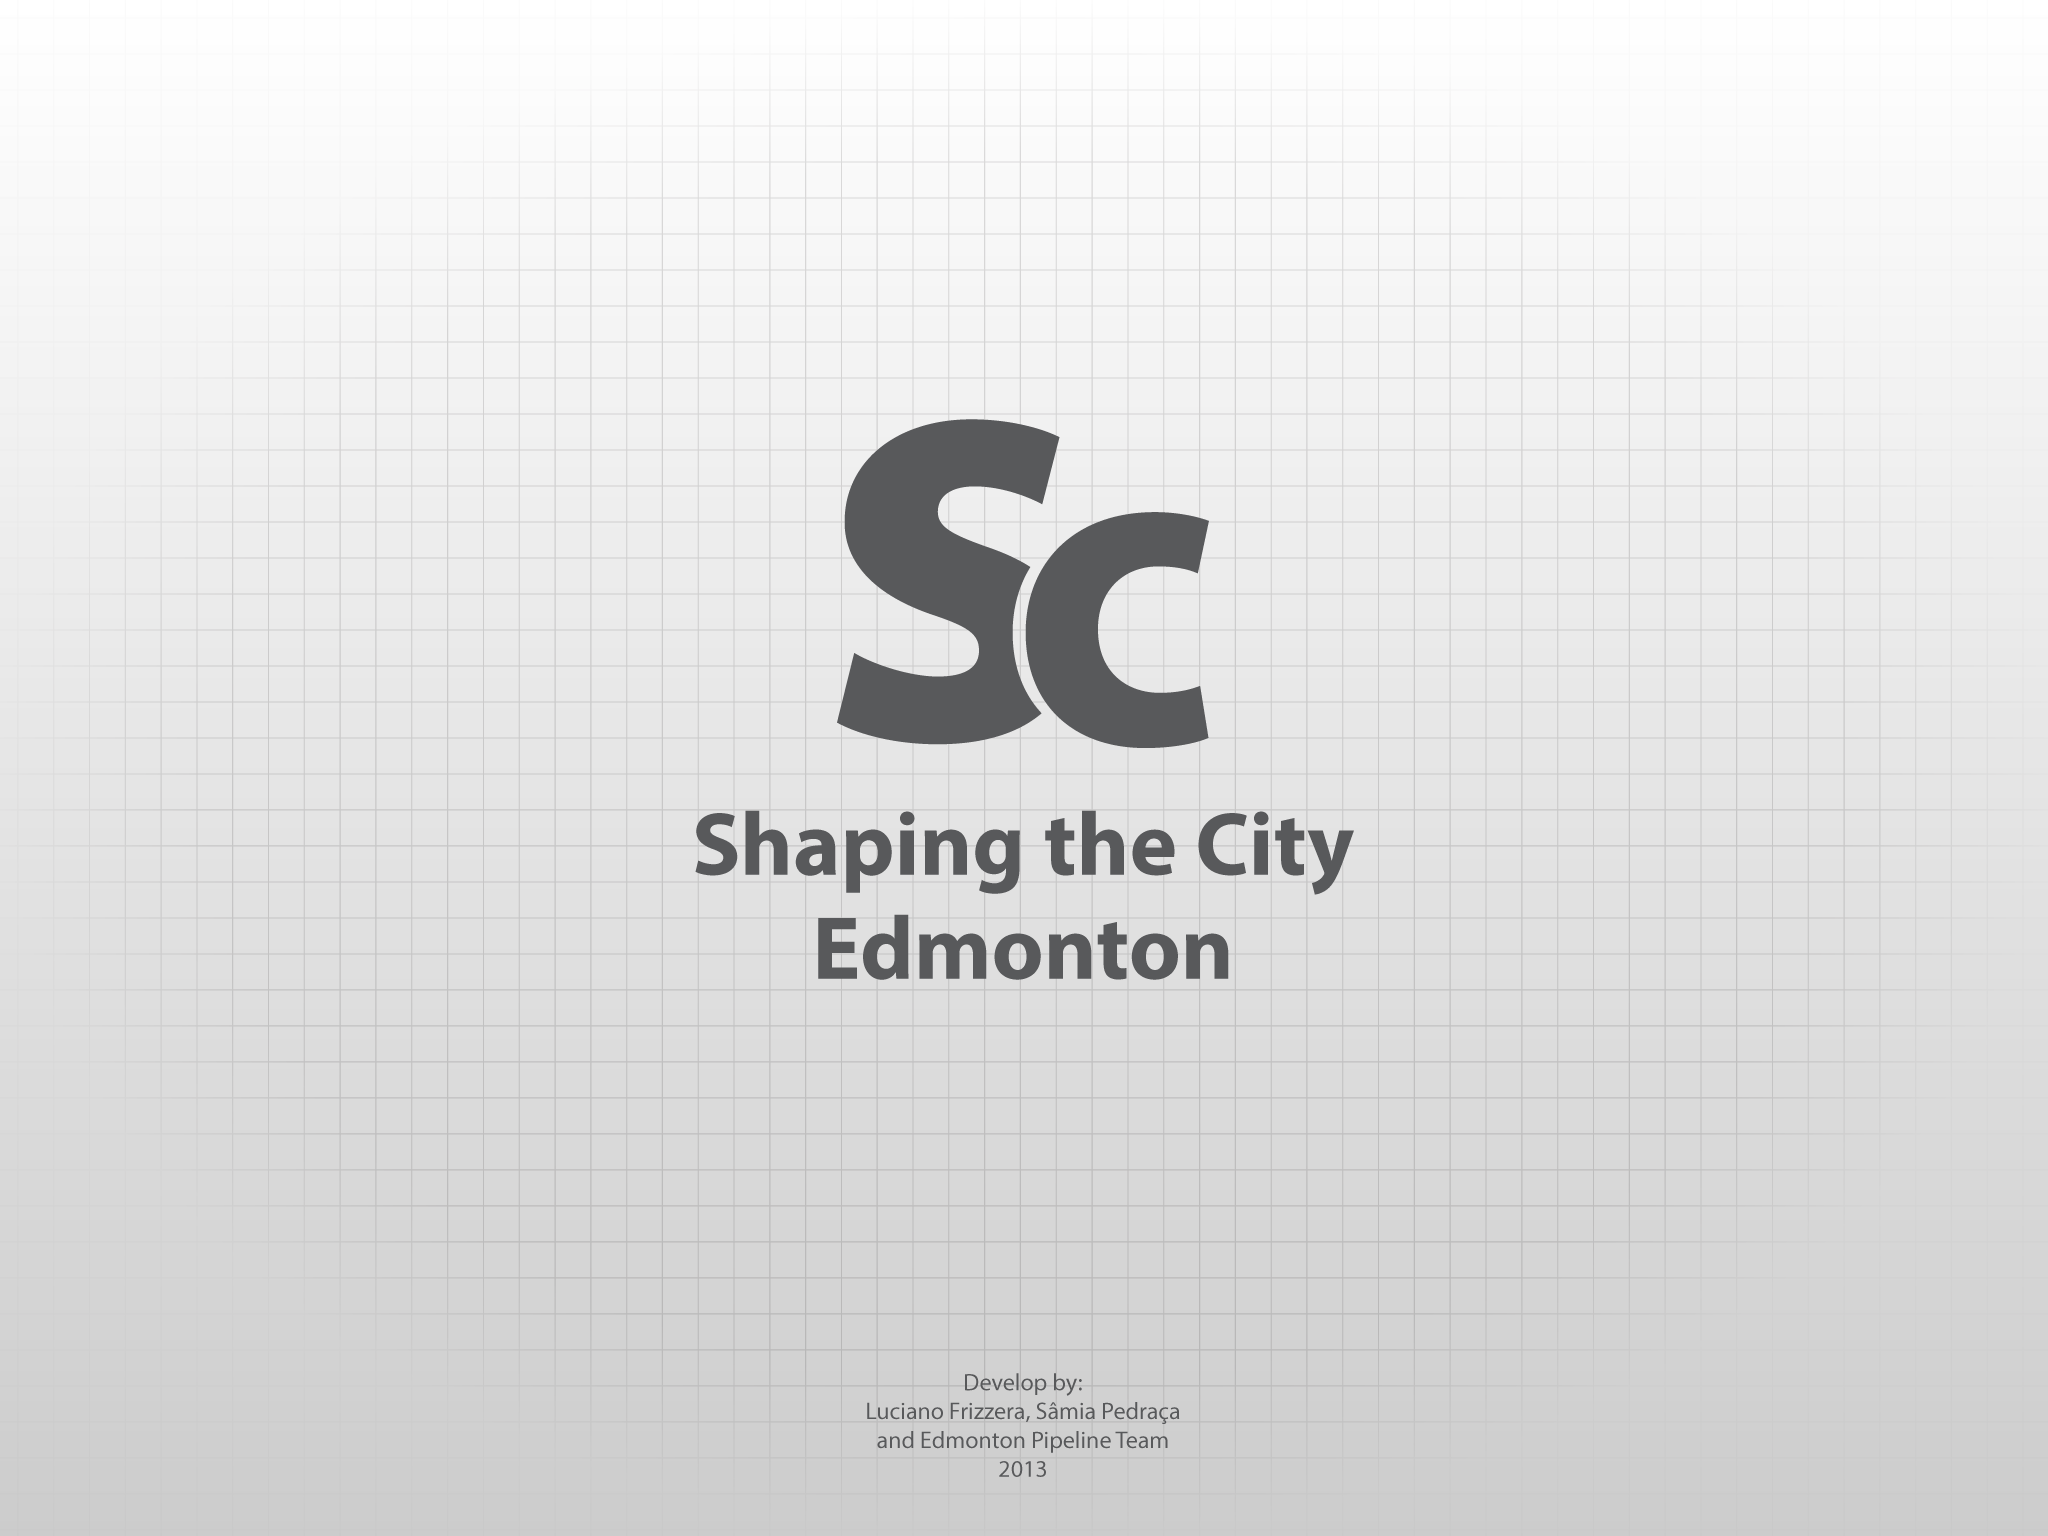 Sc
Shaping the City
Edmonton
Develop by:
Luciano Frizzera, Sâmia Pedraça
and Edmonton Pipeline Team
2013